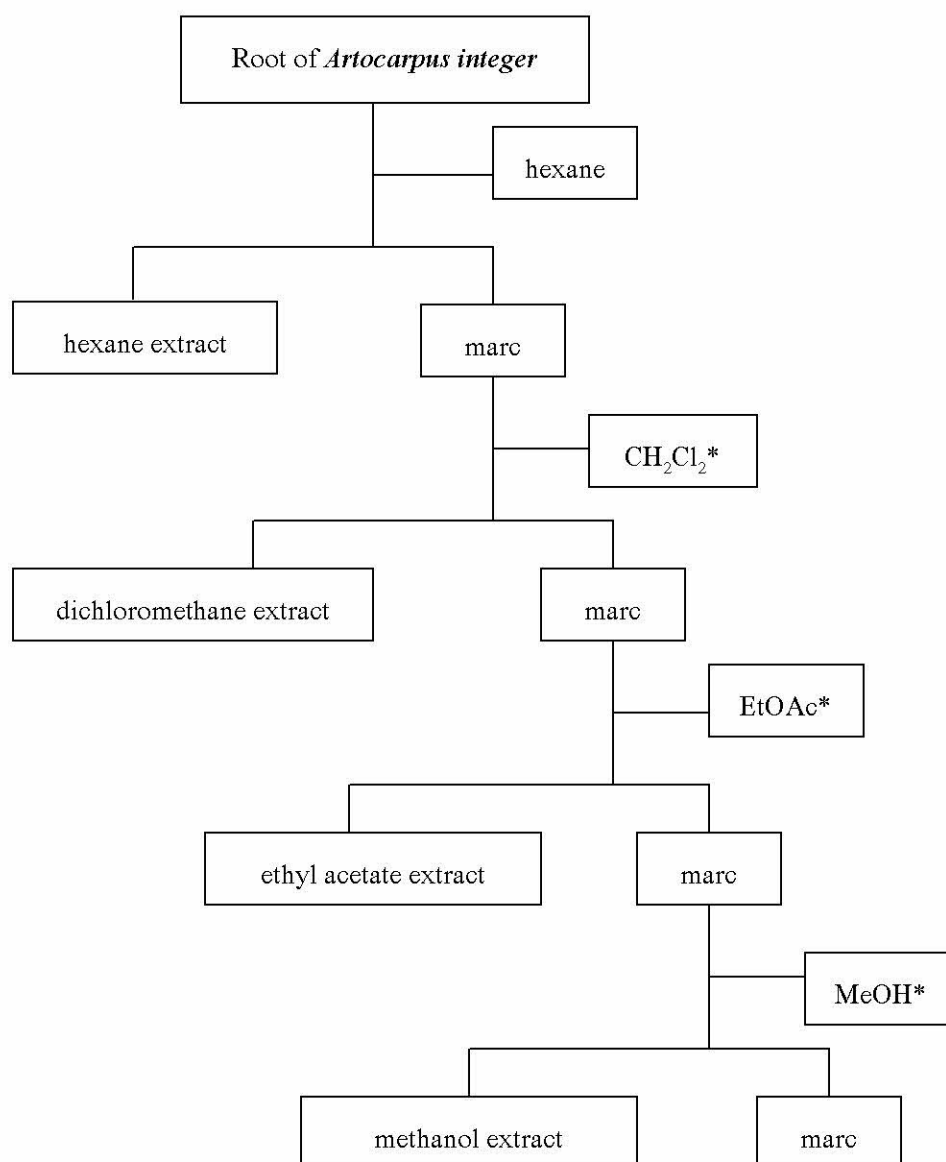 Root of Artocarpus integer
hexane
hexane extract
marc
CH₂Cl₂*
dichloromethane extract
marc
EtOAc*
ethyl acetate extract
marc
MeOH*
methanol extract
marc